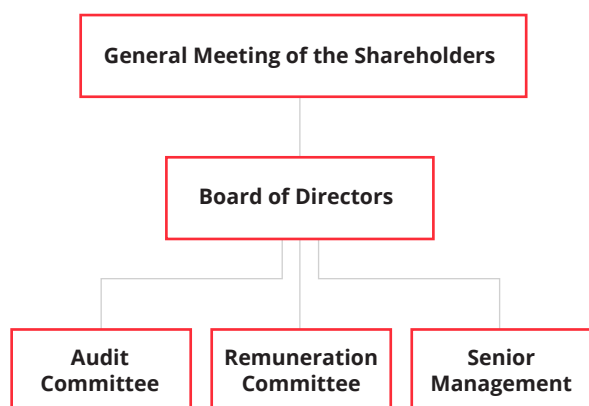 General Meeting of the Shareholders
Board of Directors
Audit
Committee
Remuneration
Committee
Senior
Management